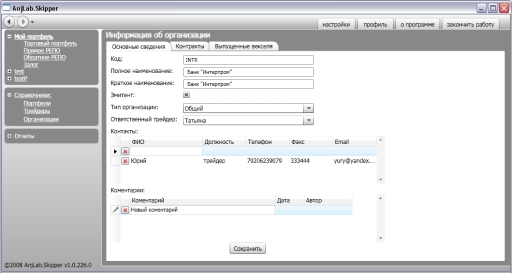 AnjLab.Skipper
настройки профиль о программе закончить работу
Мой портфель
Торговый портфель
Прямое РЕПО
Обратное РЕПО
Залог
test
testP
Справочники:
Портфели
Трейдеры
Организации
Отчеты
Информация об организации
Основные сведения Контракты Выпущенные векселя
Код: INTR
Полное наименование: Банк "Интерпром"
Краткое наименование: Банк "Интерпром"
Эмитент:
Тип организации: Общий
Ответственный трейдер: Татьяна
Контакты:
ФИО Должность Телефон Факс Email
Юрий трейдер 79206239079 333444 yury@yandex....
Коментарии:
Коментарий Дата Автор
Новый коментарий
Сохранить
©2008 AnjLab.Skipper v1.0.226.0